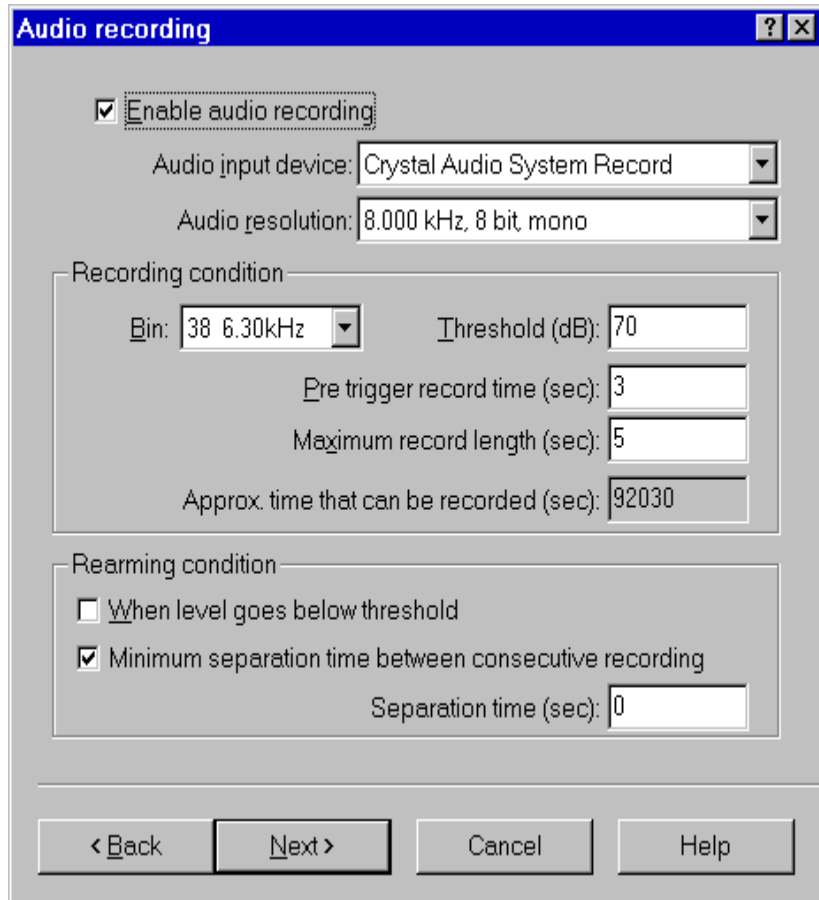 Audio recording
Enable audio recording
Audio input device: Crystal Audio System Record
Audio resolution: 8.000 kHz, 8 bit, mono
Recording condition
Bin: 38 6.30kHz Threshold (dB): 70
Pre trigger record time (sec): 3
Maximum record length (sec): 5
Approx. time that can be recorded (sec): 92030
Rearming condition
When level goes below threshold
Minimum separation time between consecutive recording
Separation time (sec): 0
< Back Next > Cancel Help